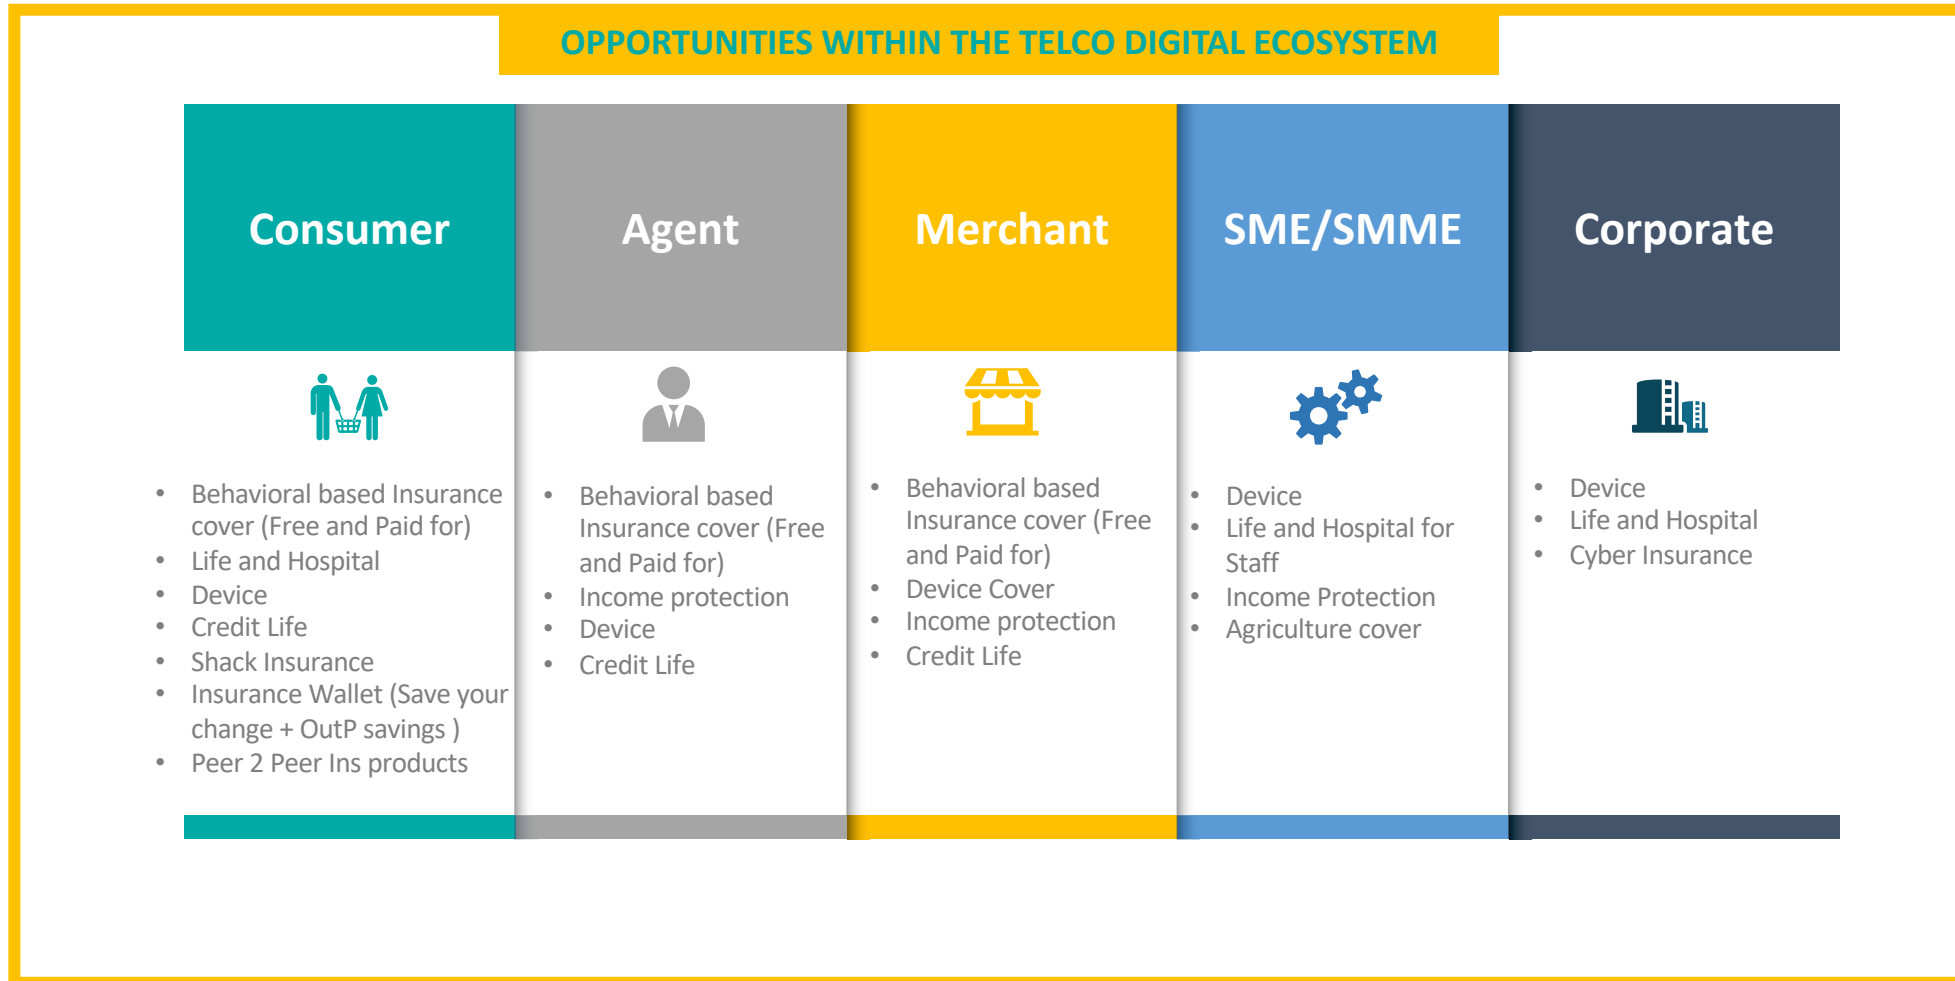 OPPORTUNITIES WITHIN THE TELCO DIGITAL ECOSYSTEM
Consumer
• Behavioral based Insurance
cover (Free and Paid for)
• Life and Hospital
• Device
• Credit Life
• Shack Insurance
• Insurance Wallet (Save your
change + OutP savings )
• Peer 2 Peer Ins products
Agent
• Behavioral based
Insurance cover (Free
and Paid for)
• Income protection
• Device
• Credit Life
Merchant
• Behavioral based
Insurance cover (Free
and Paid for)
• Device Cover
• Income protection
• Credit Life
SME/SMME
• Device
• Life and Hospital for
Staff
• Income Protection
• Agriculture cover
Corporate
• Device
• Life and Hospital
• Cyber Insurance